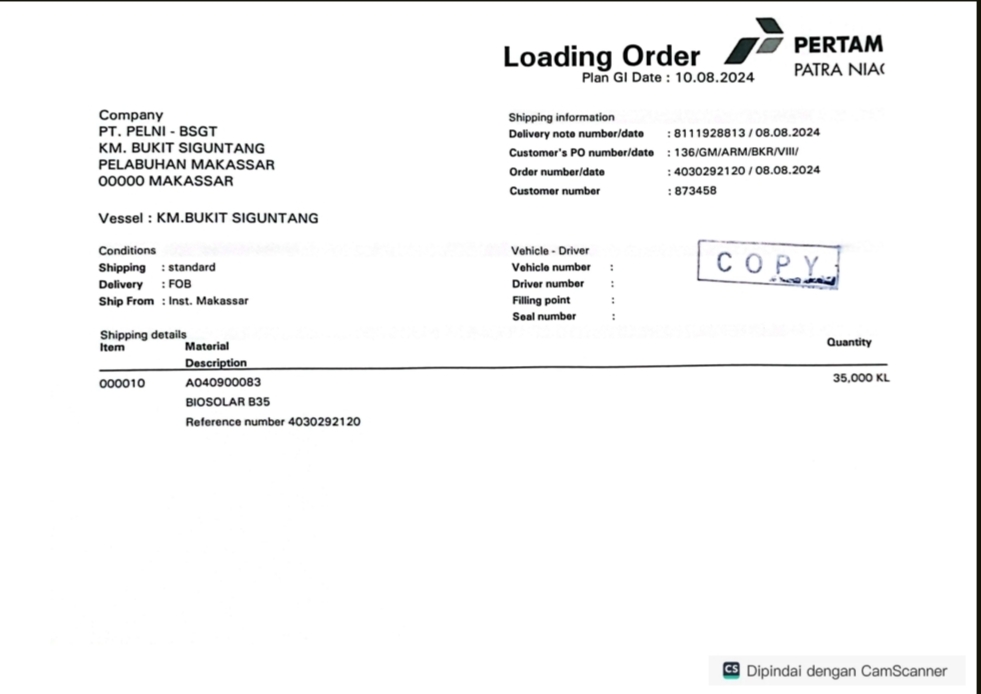 Loading Order
Plan GI Date : 10.08.2024
PERTAM
PATRA NIA
Company
PT. PELNI - BSGT
KM. BUKIT SIGUNTANG
PELABUHAN MAKASSAR
00000 MAKASSAR
Vessel : KM.BUKIT SIGUNTANG
Shipping information
Delivery note number/date : 8111928813 / 08.08.2024
Customer's PO number/date : 136/GM/ARM/BKR/VIII/
Order number/date : 4030292120 / 08.08.2024
Customer number : 873458
Conditions
Shipping : standard
Delivery : FOB
Ship From : Inst. Makassar
Vehicle - Driver
Vehicle number :
Driver number :
Filling point :
Seal number :
COPY
Shipping details
Item Material Quantity
Description
000010 A040900083 35,000 KL
BIOSOLAR B35
Reference number 4030292120
CS Dipindai dengan CamScanner